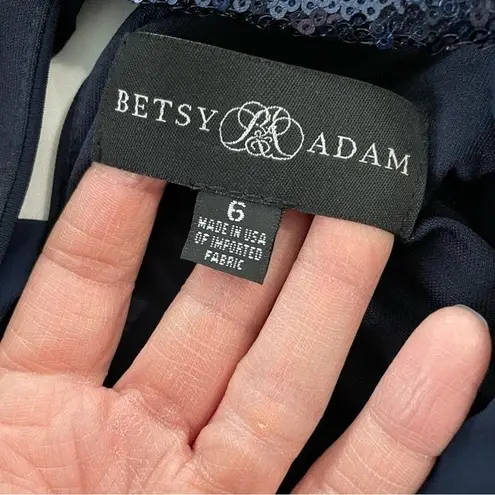 BETSY & ADAM
6
MADE IN USA
OF IMPORTED
FABRIC